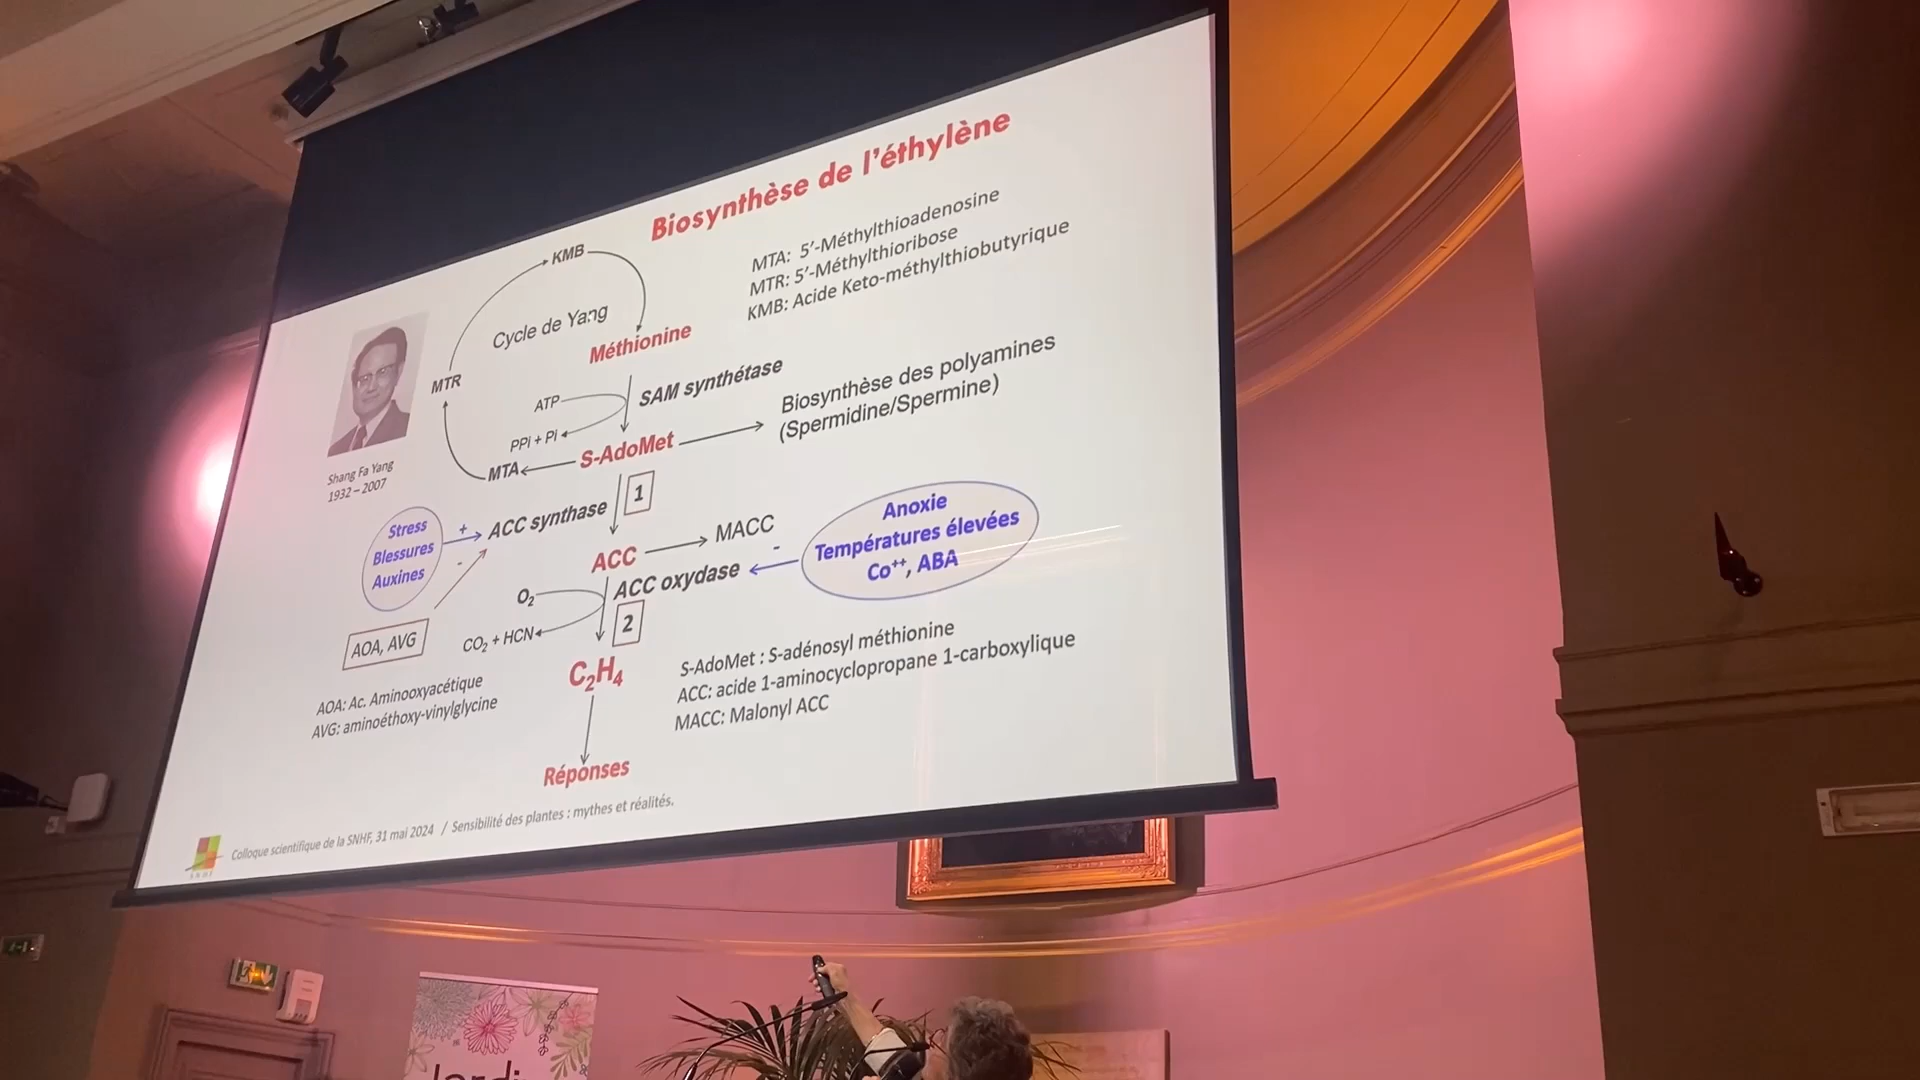 Biosynthèse de l'éthylène
MTA: 5'-Méthylthioadenosine
MTR: 5'-Méthylthioribose
KMB: Acide Keto-méthylthiobutyrique
KMB
Cycle de Yang
Méthionine
MTR
ATP
SAM synthétase
PPi + Pi
S-AdoMet
MTA
Biosynthèse des polyamines
(Spermidine/Spermine)
Shang Fa Yang
1932 – 2007
1
Stress
Blessures
Auxines
+
-
ACC synthase
ACC
MACC
-
Anoxie
Températures élevées
Co++, ABA
ACC oxydase
O2
2
CO2 + HCN
AOA, AVG
C2H4
AOA: Ac. Aminooxyacétique
AVG: aminoéthoxy-vinylglycine
S-AdoMet : S-adénosyl méthionine
ACC: acide 1-aminocyclopropane 1-carboxylique
MACC: Malonyl ACC
Réponses
Colloque scientifique de la SNHF, 31 mai 2024 / Sensibilité des plantes : mythes et réalités.
SNHF